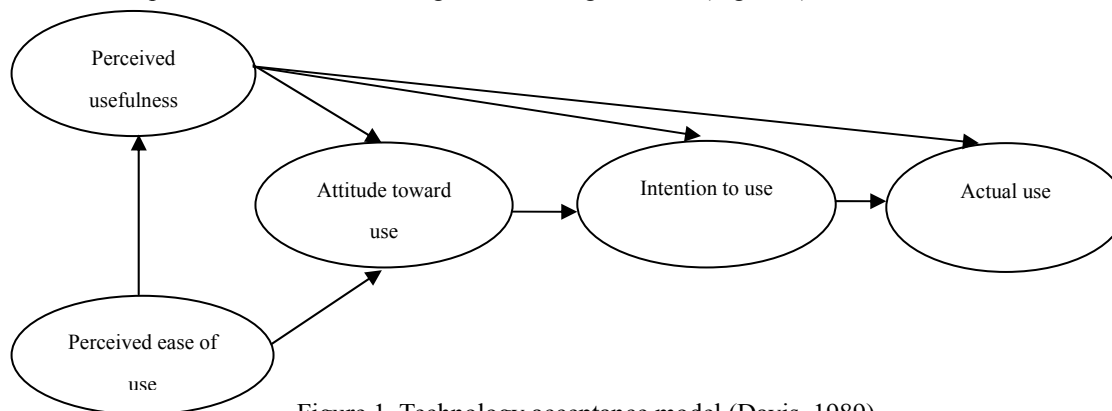 Perceived
usefulness
Attitude toward
use
Intention to use
Actual use
Perceived ease of
use
Figure 1. Technology acceptance model (Davis, 1989)